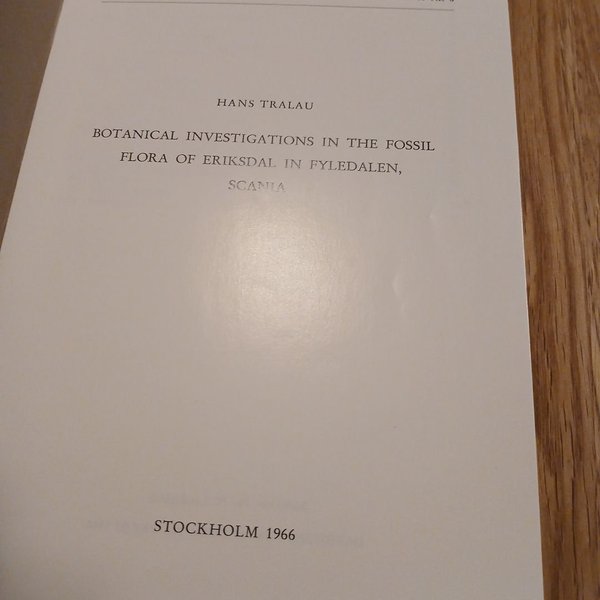 HANS TRALAU
BOTANICAL INVESTIGATIONS IN THE FOSSIL
FLORA OF ERIKSDAL IN FYLEDALEN,
SCANIA
STOCKHOLM 1966